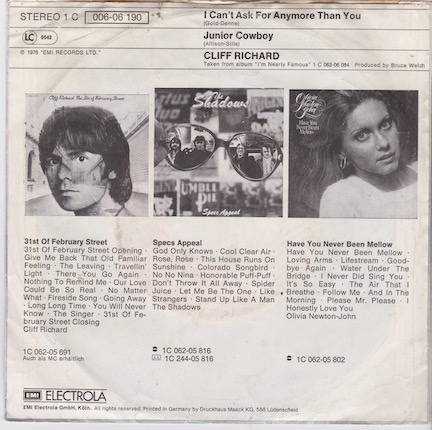 STEREO 1 C 006-06 190
I Can't Ask For Anymore Than You
(Gold-Denne)
LC 0542
Junior Cowboy
(Allison-Sills)
℗ 1976 "EMI RECORDS LTD."
CLIFF RICHARD
Taken from album "I'm Nearly Famous" 1 C 062-06 084 Produced by Bruce Welch
Cliff Richard, The 31st of February Street
The
Shadows
Specs Appeal
Olivia
Newton-
John
Have You
Never Been
Mellow
31st Of February Street
31st Of February Street Opening ·
Give Me Back That Old Familiar
Feeling · The Leaving · Travellin'
Light · There You Go Again ·
Nothing To Remind Me · Our Love
Could Be So Real · No Matter
What · Fireside Song · Going Away
· Long Long Time · You Will Never
Know · The Singer · 31st Of Fe-
bruary Street Closing
Cliff Richard
1C 062-05 691
Auch als MC erhältlich
Specs Appeal
God Only Knows · Cool Clear Air ·
Rose, Rose · This House Runs On
Sunshine · Colorado Songbird ·
No No Nina · Honorable Puff-Puff ·
Don't Throw It All Away · Spider
Juice · Let Me Be The One · Like
Strangers · Stand Up Like A Man
The Shadows
1C 062-05 816
1C 244-05 816
Have You Never Been Mellow
Have You Never Been Mellow ·
Loving Arms · Lifestream · Good-
bye Again · Water Under The
Bridge · I Never Did Sing You ·
It's So Easy · The Air That I
Breathe · Follow Me · And In The
Morning · Please Mr. Please · I
Honestly Love You
Olivia Newton-John
1C 062-05 802
EMI ELECTROLA
EMI Electrola GmbH, Köln. All rights reserved. Printed in Germany by Druckhaus Maack KG, 588 Lüdenscheid